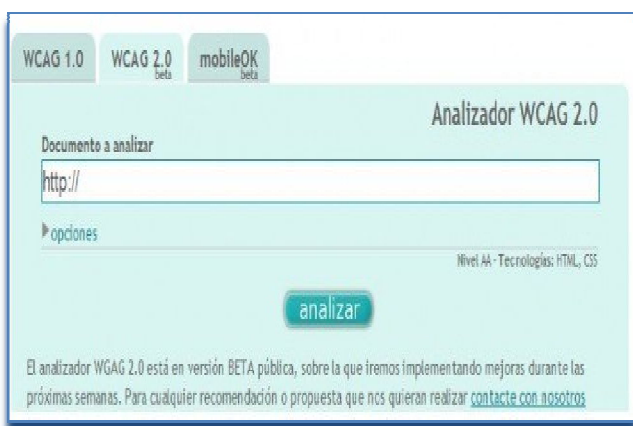 WCAG 1.0
WCAG 2.0
beta
mobileOK
beta
Analizador WCAG 2.0
Documento a analizar
http://
opciones
Nivel AA - Tecnologías: HTML, CSS
analizar
El analizador WGAG 2.0 está en versión BETA pública, sobre la que iremos implementando mejoras durante las
próximas semanas. Para cualquier recomendación o propuesta que nos quieran realizar contacte con nosotros